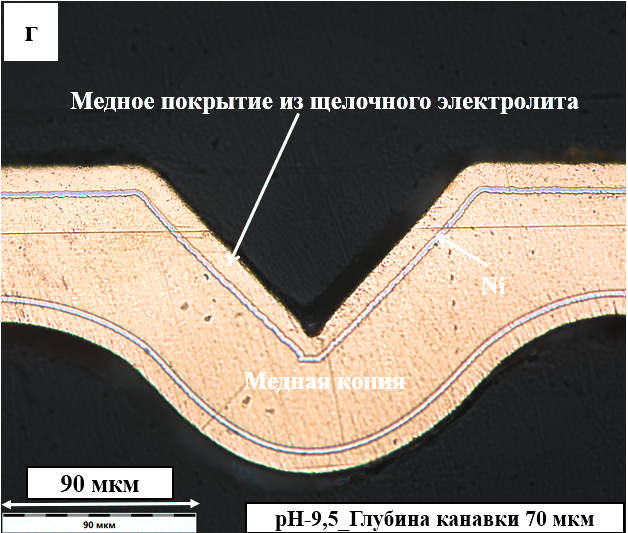 г
Медное покрытие из щелочного электролита
Ni
Медная копия
90 мкм
90 мкм
pH-9,5_Глубина канавки 70 мкм